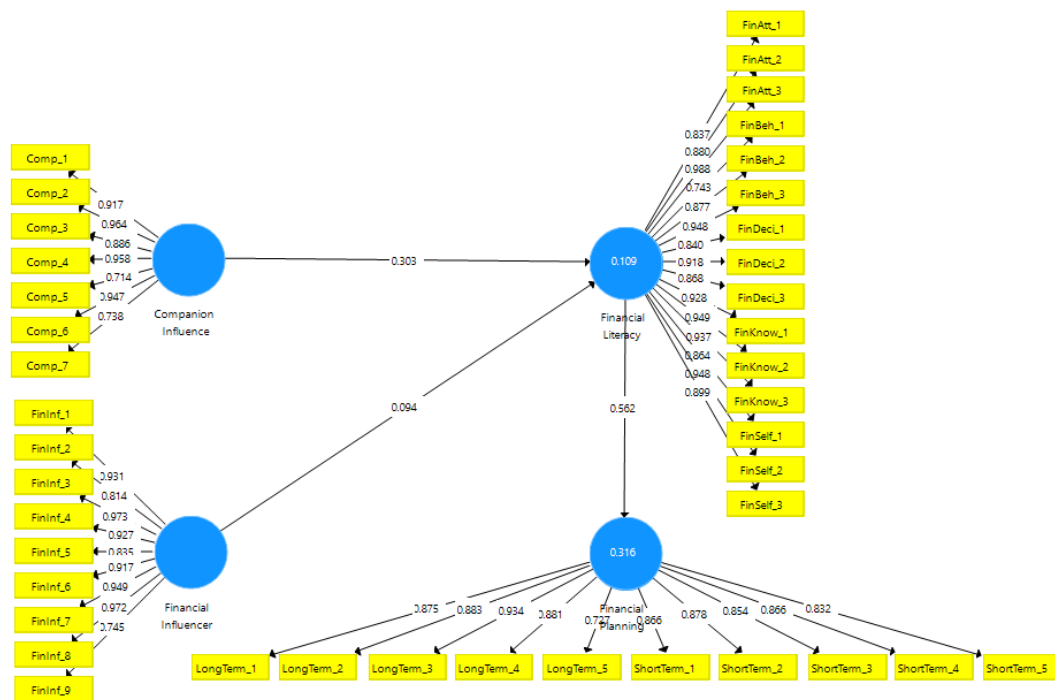 FinAtt_1
FinAtt_2
FinAtt_3
FinBeh_1
FinBeh_2
FinBeh_3
FinDeci_1
FinDeci_2
FinDeci_3
FinKnow_1
FinKnow_2
FinKnow_3
FinSelf_1
FinSelf_2
FinSelf_3
0.837
0.880
0.988
0.743
0.877
0.948
0.840
0.918
0.868
0.928
0.949
0.937
0.864
0.948
0.899
Comp_1
Comp_2
Comp_3
Comp_4
Comp_5
Comp_6
Comp_7
0.917
0.964
0.886
0.958
0.714
0.947
0.738
Companion
Influence
0.303
0.109
Financial
Literacy
0.094
0.562
FinInf_1
FinInf_2
FinInf_3
FinInf_4
FinInf_5
FinInf_6
FinInf_7
FinInf_8
FinInf_9
0.931
0.814
0.973
0.927
0.835
0.917
0.949
0.972
0.745
Financial
Influencer
0.316
Financial
Planning
0.875
0.883
0.934
0.881
0.727
0.866
0.878
0.854
0.866
0.832
LongTerm_1
LongTerm_2
LongTerm_3
LongTerm_4
LongTerm_5
ShortTerm_1
ShortTerm_2
ShortTerm_3
ShortTerm_4
ShortTerm_5